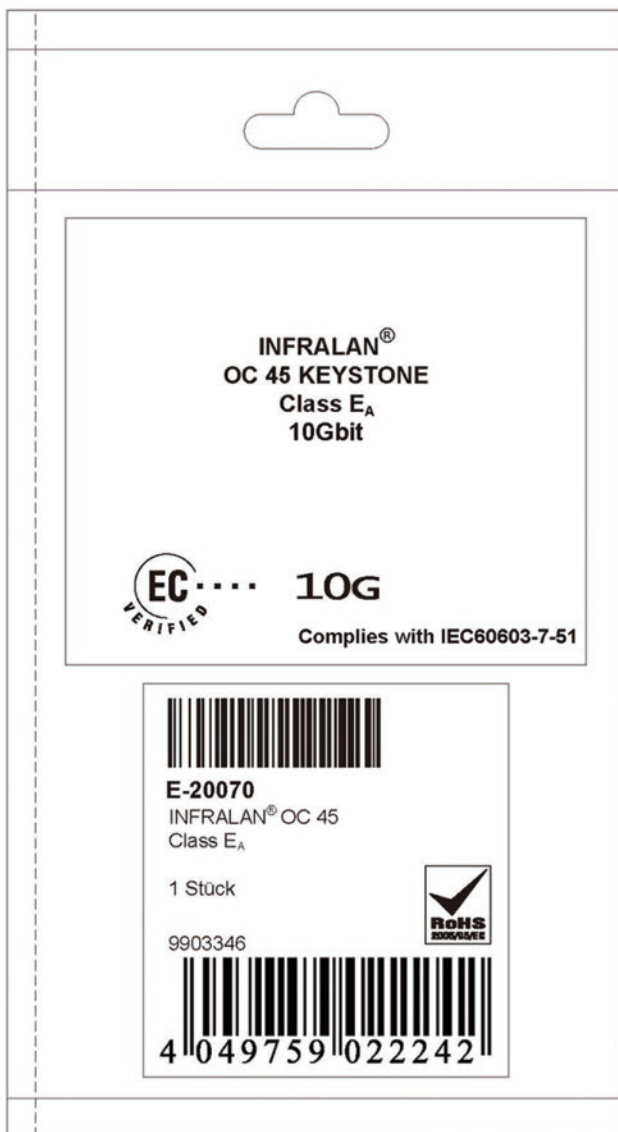 INFRALAN®
OC 45 KEYSTONE
Class EA
10Gbit
EC
VERIFIED
10G
Complies with IEC60603-7-51
E-20070
INFRALAN® OC 45
Class EA
1 Stück
RoHS
9903346
4 049759 022242